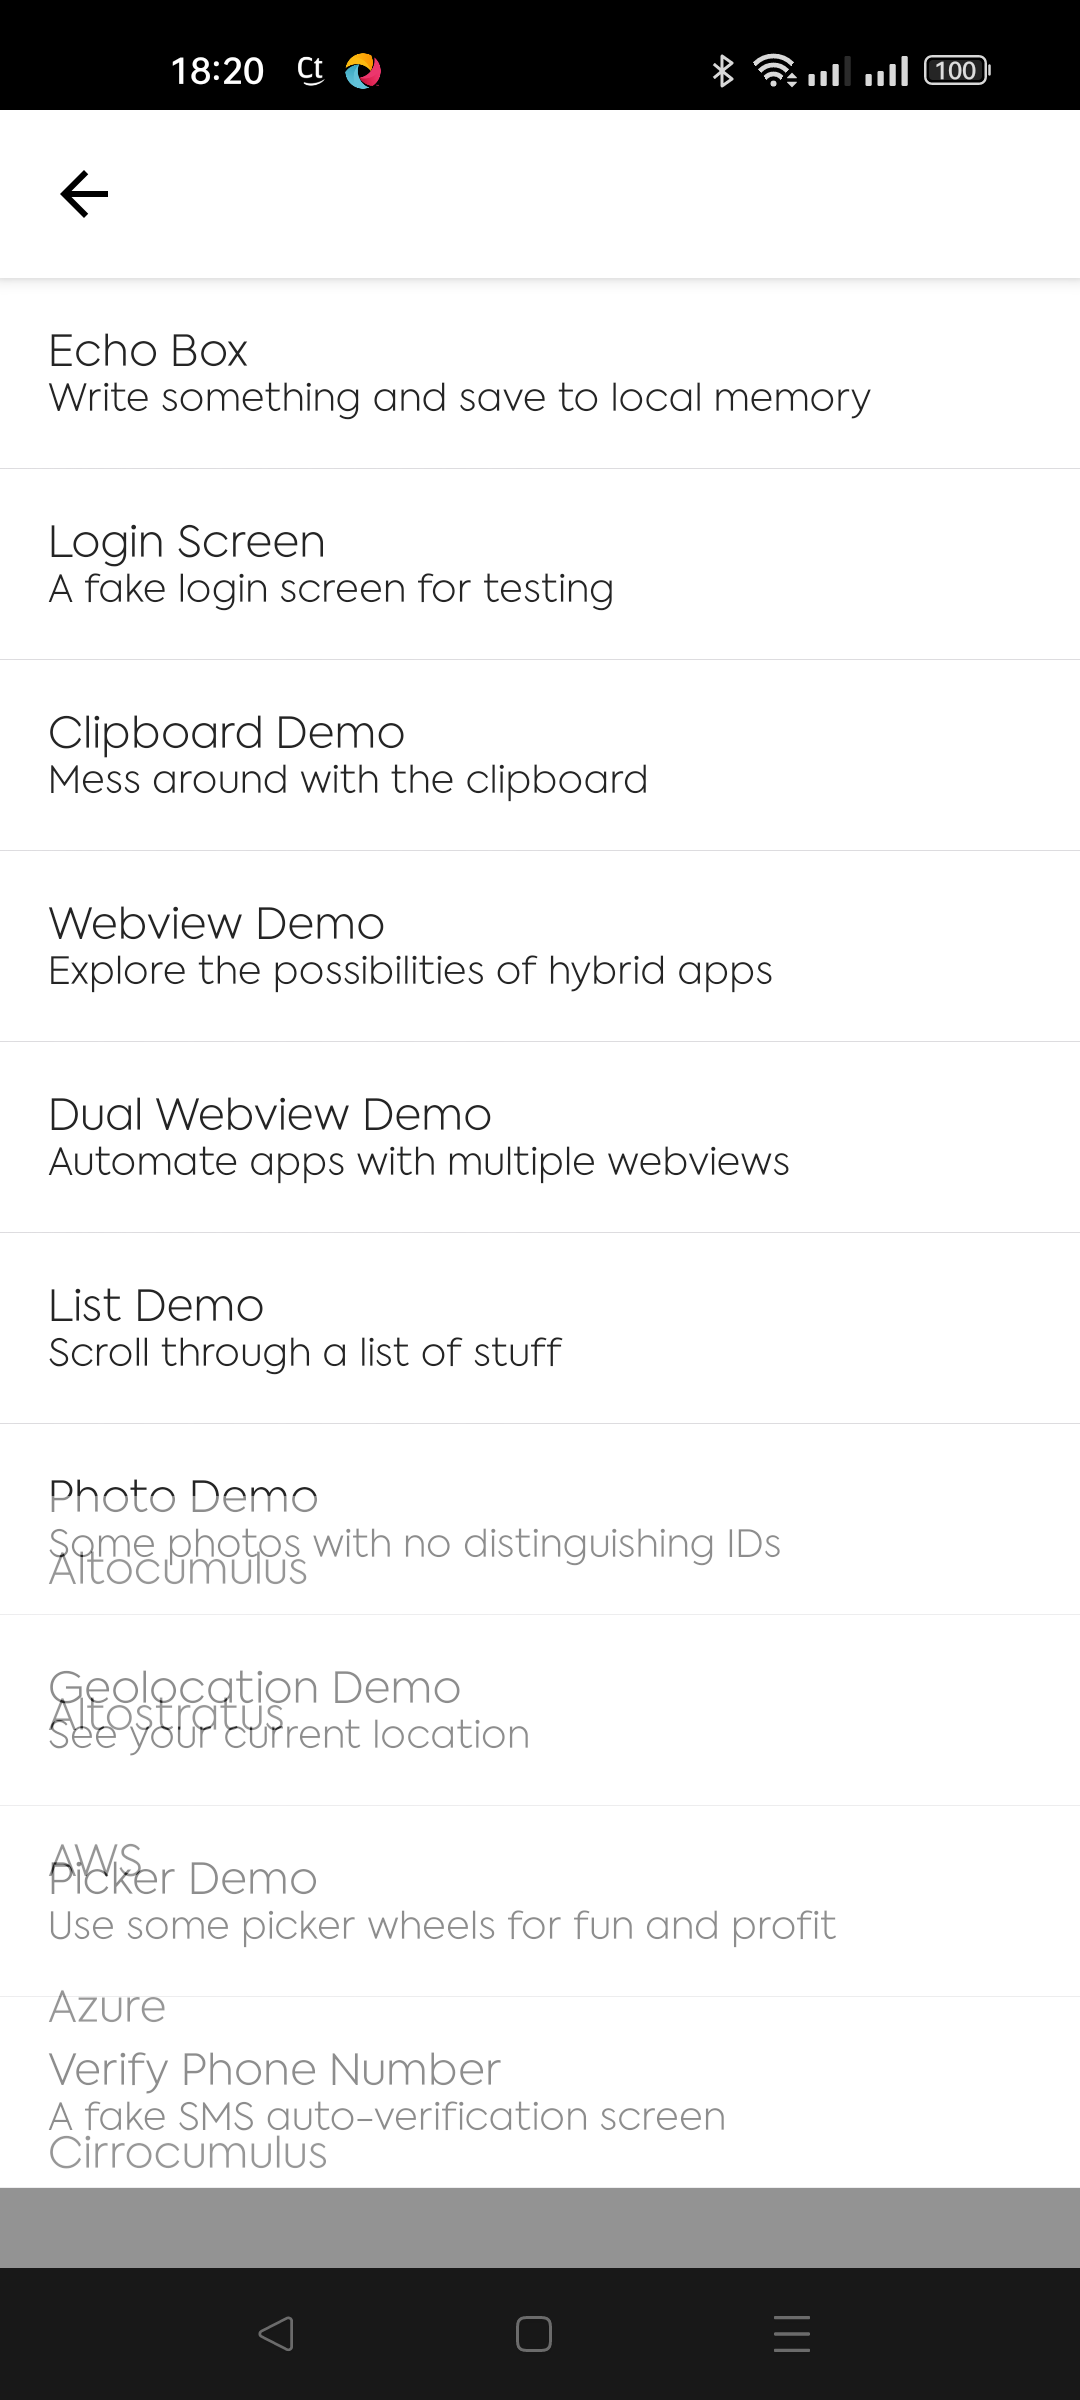 18:20 Ct 100
Echo Box
Write something and save to local memory
Login Screen
A fake login screen for testing
Clipboard Demo
Mess around with the clipboard
Webview Demo
Explore the possibilities of hybrid apps
Dual Webview Demo
Automate apps with multiple webviews
List Demo
Scroll through a list of stuff
Photo Demo
Some photos with no distinguishing IDs
Altocumulus
Geolocation Demo
Altostratus
See your current location
AWS
Picker Demo
Use some picker wheels for fun and profit
Azure
Verify Phone Number
A fake SMS auto-verification screen
Cirrocumulus